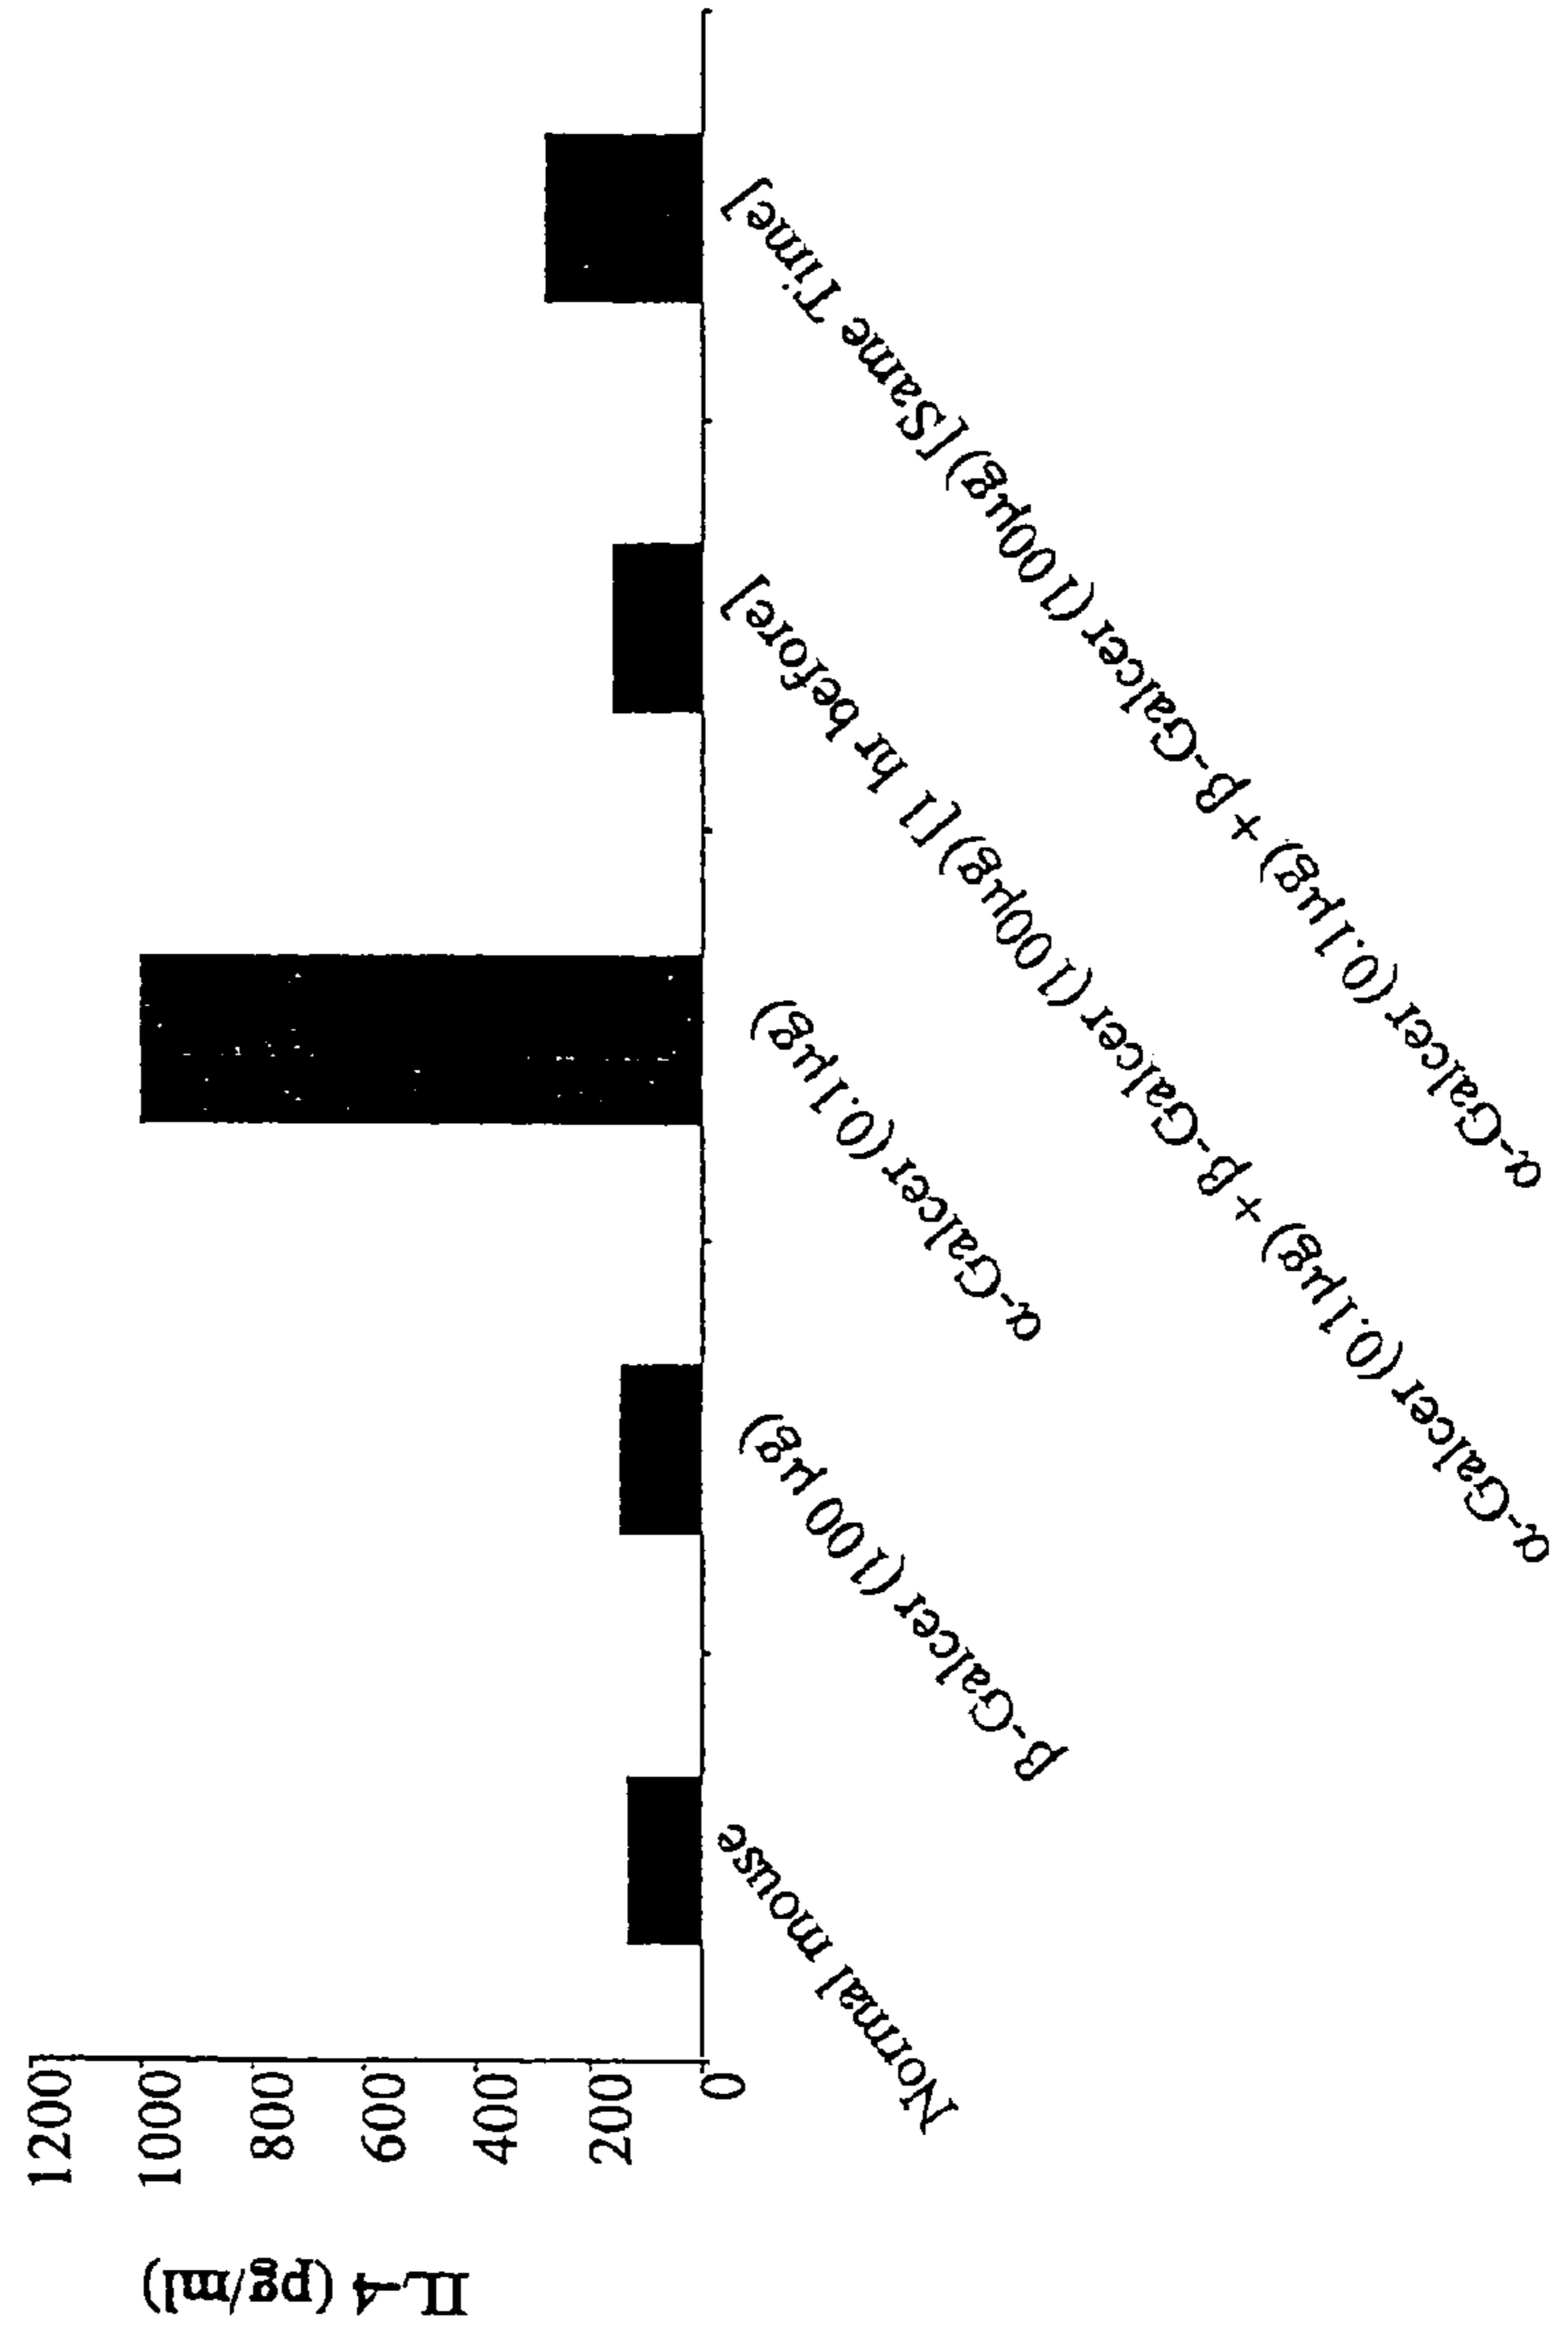 IL-4 (pg/ml)
1200
1000
800
600
400
200
0
Normal mouse
β-Galcer (100 μg)
α-Galcer (0.1μg)
α-Galcer (0.1μg) + β-Galcer (100μg) [1 hr before]
α-Galcer (0.1μg) + β-Galcer (100μg) [Same Time]